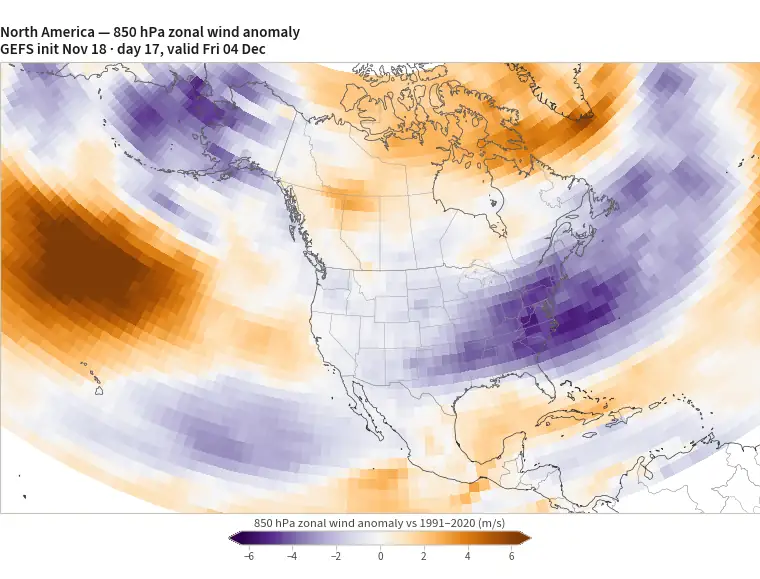 North America — 850 hPa zonal wind anomaly
GEFS init Nov 18 · day 17, valid Fri 04 Dec
850 hPa zonal wind anomaly vs 1991–2020 (m/s)
−6 −4 −2 0 2 4 6